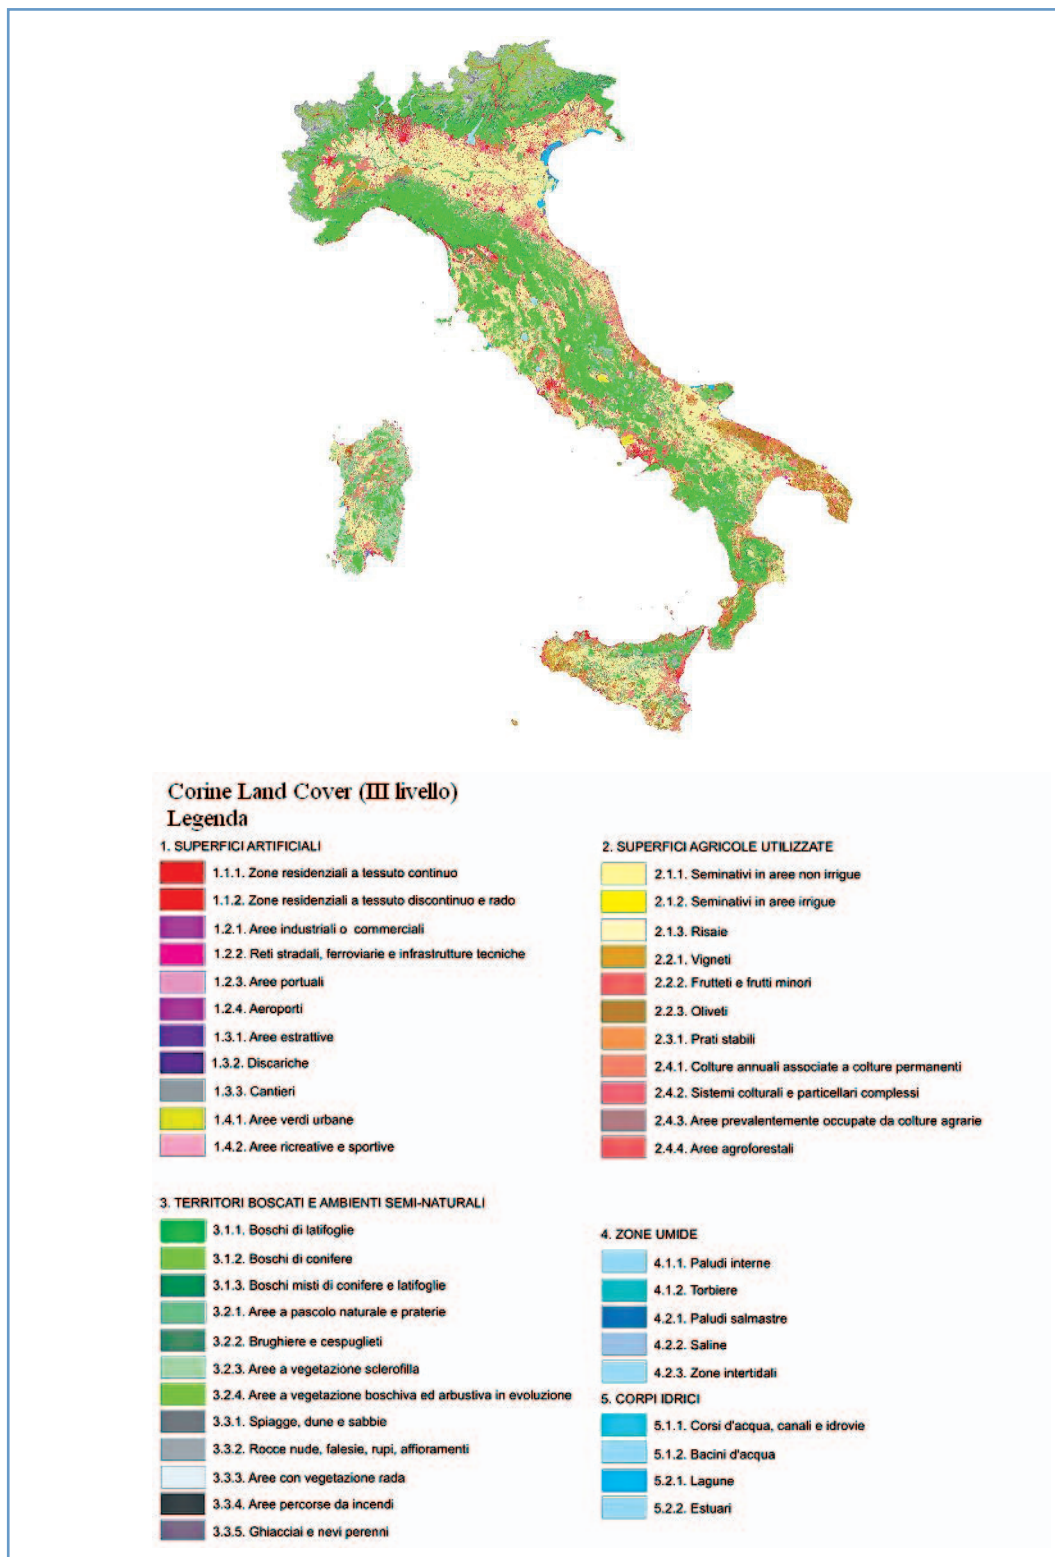 Corine Land Cover (III livello)
Legenda
1. SUPERFICI ARTIFICIALI
1.1.1. Zone residenziali a tessuto continuo
1.1.2. Zone residenziali a tessuto discontinuo e rado
1.2.1. Aree industriali o commerciali
1.2.2. Reti stradali, ferroviarie e infrastrutture tecniche
1.2.3. Aree portuali
1.2.4. Aeroporti
1.3.1. Aree estrattive
1.3.2. Discariche
1.3.3. Cantieri
1.4.1. Aree verdi urbane
1.4.2. Aree ricreative e sportive
2. SUPERFICI AGRICOLE UTILIZZATE
2.1.1. Seminativi in aree non irrigue
2.1.2. Seminativi in aree irrigue
2.1.3. Risaie
2.2.1. Vigneti
2.2.2. Frutteti e frutti minori
2.2.3. Oliveti
2.3.1. Prati stabili
2.4.1. Colture annuali associate a colture permanenti
2.4.2. Sistemi colturali e particellari complessi
2.4.3. Aree prevalentemente occupate da colture agrarie
2.4.4. Aree agroforestali
3. TERRITORI BOSCATI E AMBIENTI SEMI-NATURALI
3.1.1. Boschi di latifoglie
3.1.2. Boschi di conifere
3.1.3. Boschi misti di conifere e latifoglie
3.2.1. Aree a pascolo naturale e praterie
3.2.2. Brughiere e cespuglieti
3.2.3. Aree a vegetazione sclerofilla
3.2.4. Aree a vegetazione boschiva ed arbustiva in evoluzione
3.3.1. Spiagge, dune e sabbie
3.3.2. Rocce nude, falesie, rupi, affioramenti
3.3.3. Aree con vegetazione rada
3.3.4. Aree percorse da incendi
3.3.5. Ghiacciai e nevi perenni
4. ZONE UMIDE
4.1.1. Paludi interne
4.1.2. Torbiere
4.2.1. Paludi salmastre
4.2.2. Saline
4.2.3. Zone intertidali
5. CORPI IDRICI
5.1.1. Corsi d'acqua, canali e idrovie
5.1.2. Bacini d'acqua
5.2.1. Lagune
5.2.2. Estuari